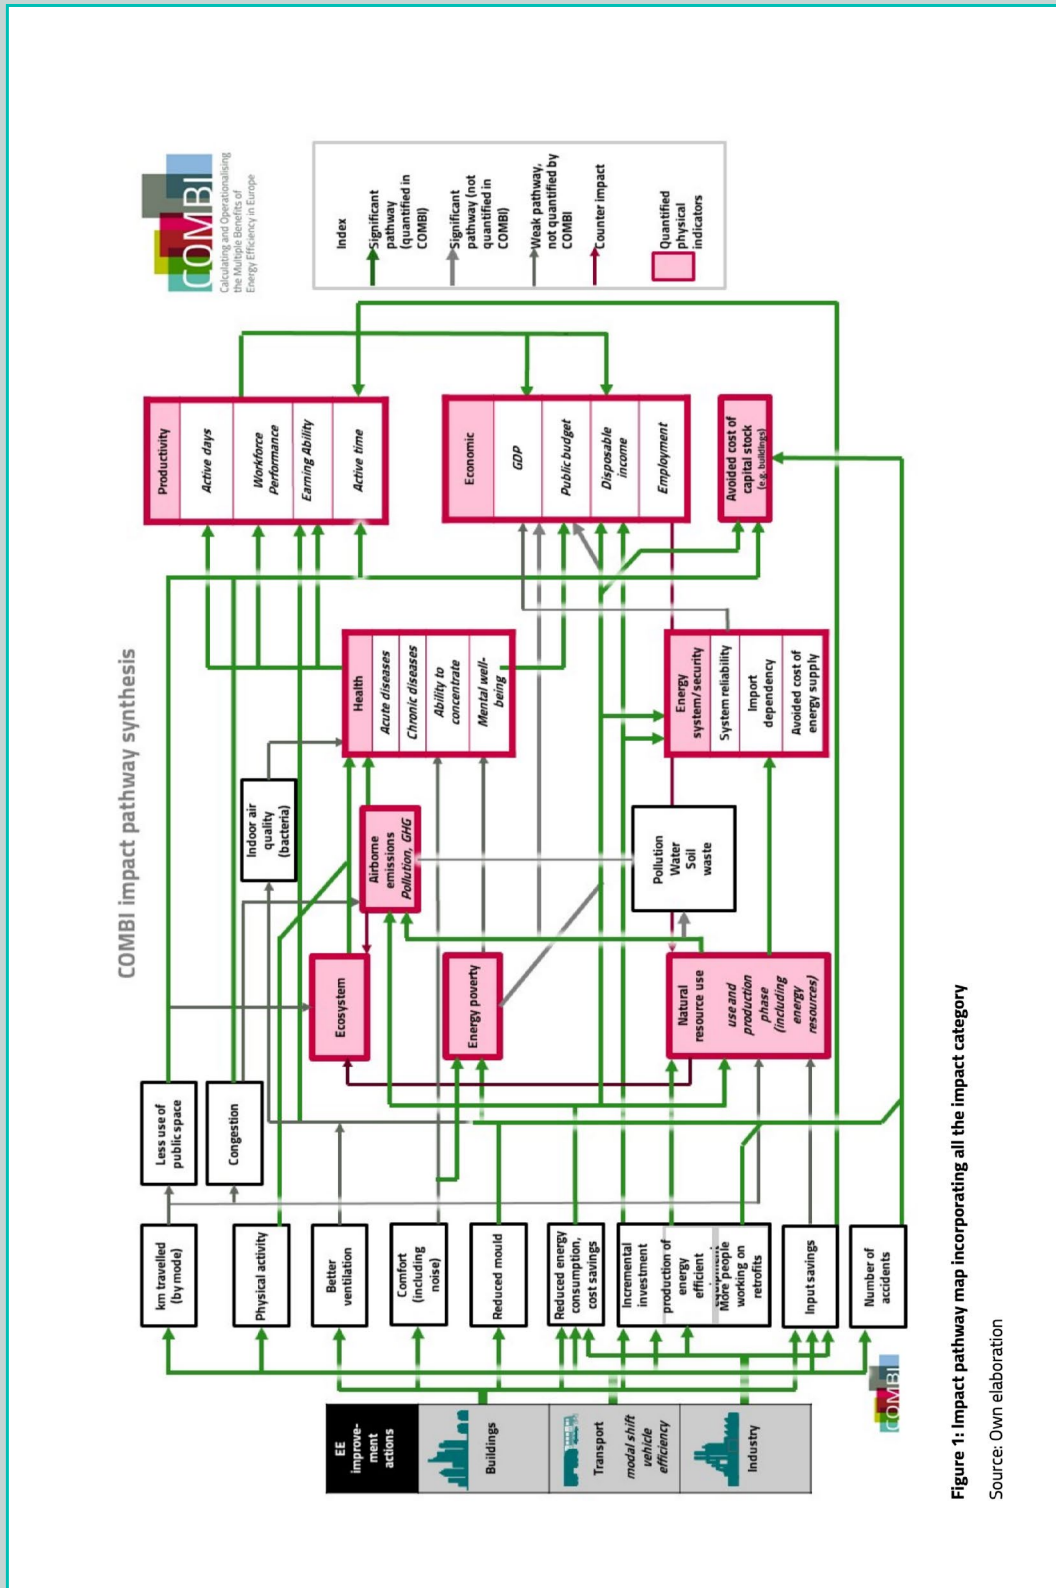 COMBI impact pathway synthesis
COMBI
Calculating and Operationalising
the Multiple Benefits of
Energy Efficiency in Europe
EE
improve-
ment
actions
Buildings
Transport
modal shift
vehicle
efficiency
Industry
km travelled
(by mode)
Physical activity
Better
ventilation
Comfort
(including
noise)
Reduced mould
Reduced energy
consumption,
cost savings
Incremental
investment
production of
energy
efficient
More people
working on
retrofits
Input savings
Number of
accidents
Less use of
public space
Congestion
Ecosystem
Energy poverty
Natural
resource use
use and
production
phase
(including
energy
resources)
Indoor air
quality
(bacteria)
Airborne
emissions
Pollution, GHG
Pollution
Water
Soil
waste
Health
Acute diseases
Chronic diseases
Ability to
concentrate
Mental well-
being
Energy
system/security
System reliability
Import
dependency
Avoided cost of
energy supply
Productivity
Active days
Workforce
Performance
Earning Ability
Active time
Economic
GDP
Public budget
Disposable
income
Employment
Avoided cost of
capital stock
(e.g. buildings)
Index
Significant
pathway
(quantified in
COMBI)
Significant
pathway (not
quantified in
COMBI)
Weak pathway,
not quantified by
COMBI
Counter impact
Quantified
physical
indicators
COMBI
Figure 1: Impact pathway map incorporating all the impact category
Source: Own elaboration